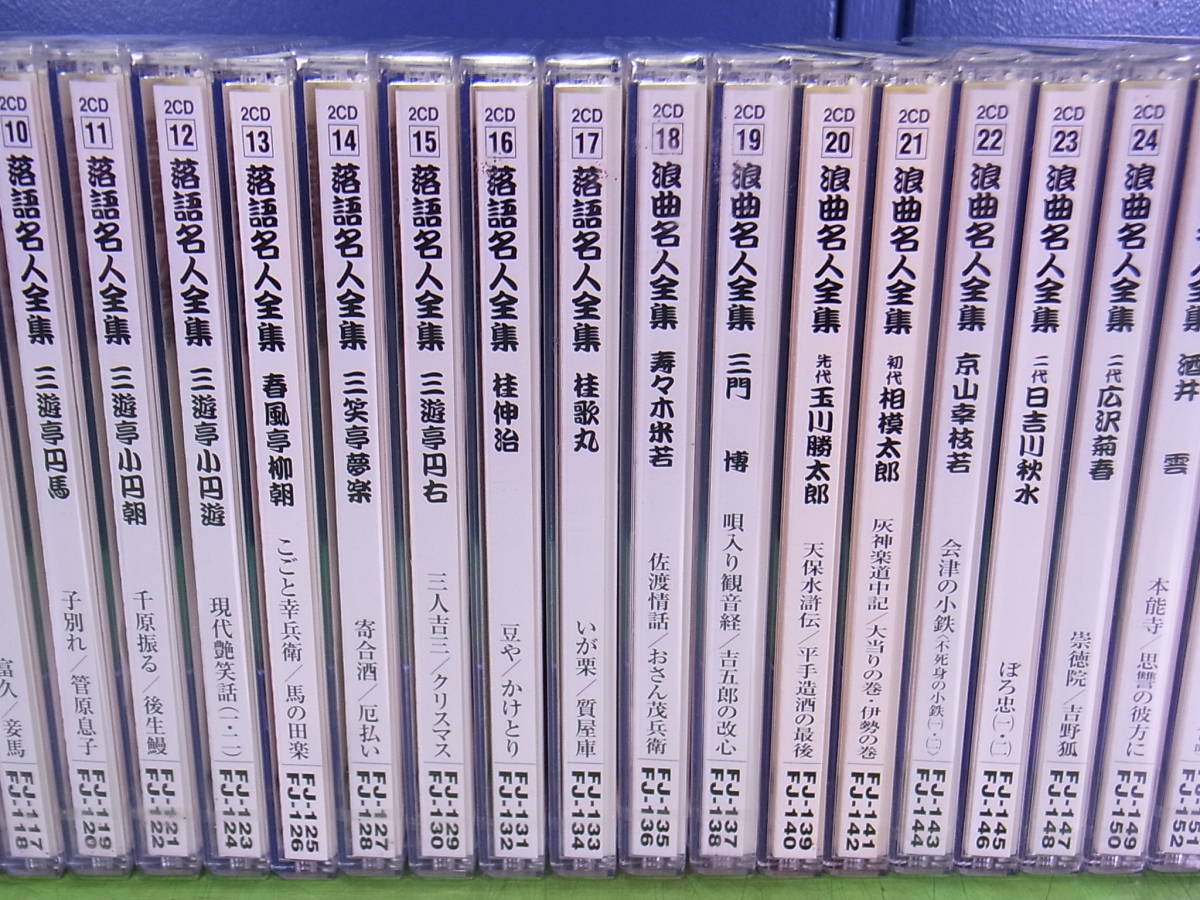 富久/妾馬
FJ-117
FJ-118
2CD
10
落語名人全集 三遊亭円馬
子別れ/菅原息子
FJ-119
FJ-120
2CD
11
落語名人全集 三遊亭小円朝
千原振る/後生鰻
FJ-121
FJ-122
2CD
12
落語名人全集 三遊亭小円遊
現代艶笑話(一・二)
FJ-123
FJ-124
2CD
13
落語名人全集 春風亭柳朝
こごと幸兵衛/馬の田楽
FJ-125
FJ-126
2CD
14
落語名人全集 三笑亭夢楽
寄合酒/厄払い
FJ-127
FJ-128
2CD
15
落語名人全集 三遊亭円右
三人吉三/クリスマス
FJ-129
FJ-130
2CD
16
落語名人全集 桂伸治
豆や/かけとり
FJ-131
FJ-132
2CD
17
落語名人全集 桂歌丸
いが栗/質屋庫
FJ-133
FJ-134
2CD
18
浪曲名人全集 寿々木米若
佐渡情話/おさん茂兵衛
FJ-135
FJ-136
2CD
19
浪曲名人全集 三門 博
唄入り観音経/吉五郎の改心
FJ-137
FJ-138
2CD
20
浪曲名人全集 先代 玉川勝太郎
天保水滸伝/平手造酒の最後
FJ-139
FJ-140
2CD
21
浪曲名人全集 初代 相模太郎
灰神楽道中記/大当りの巻・伊勢の巻
FJ-141
FJ-142
2CD
22
浪曲名人全集 京山幸枝若
会津の小鉄〈不死身の小鉄(一・二)〉
FJ-143
FJ-144
2CD
23
浪曲名人全集 二代 日吉川秋水
ぼろ忠(一・二)
FJ-145
FJ-146
2CD
24
浪曲名人全集 二代 広沢菊春
崇徳院/吉野狐
FJ-147
FJ-148
人全集 酒井 雲
本能寺/思讐の彼方に
FJ-149
FJ-150
FJ-151
FJ-152